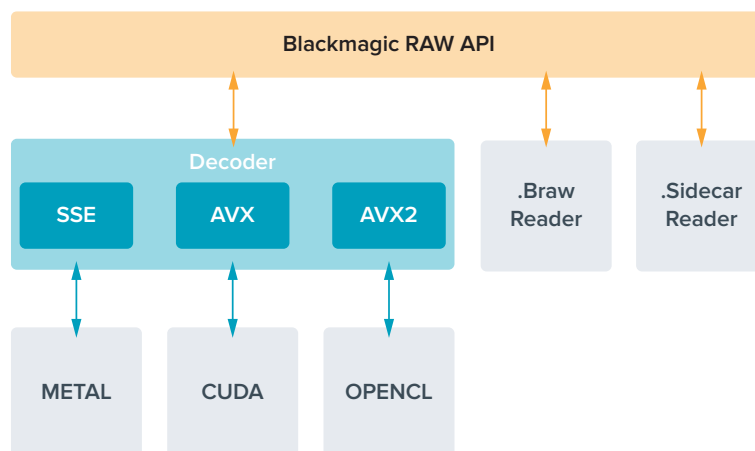 Blackmagic RAW API
Decoder
SSE
AVX
AVX2
.Braw
Reader
.Sidecar
Reader
METAL
CUDA
OPENCL